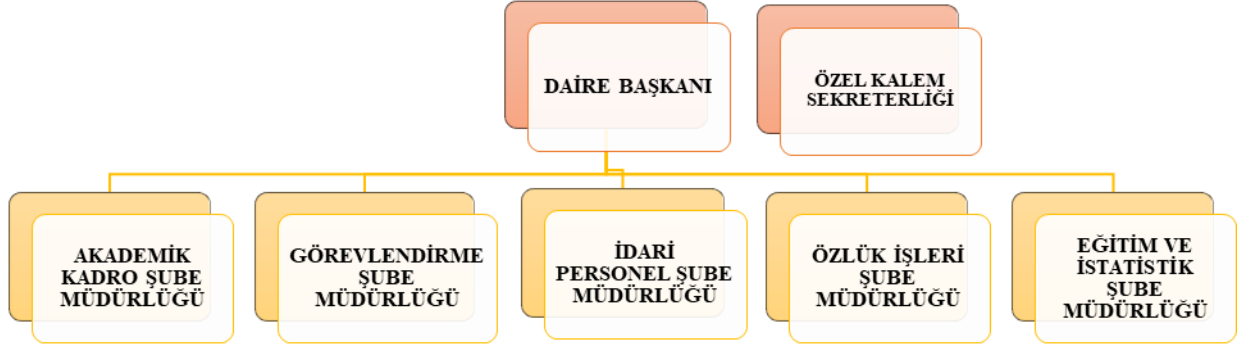 DAİRE BAŞKANI
ÖZEL KALEM
SEKRETERLİĞİ
AKADEMİK
KADRO ŞUBE
MÜDÜRLÜĞÜ
GÖREVLENDİRME
ŞUBE
MÜDÜRLÜĞÜ
İDARİ
PERSONEL ŞUBE
MÜDÜRLÜĞÜ
ÖZLÜK İŞLERİ
ŞUBE
MÜDÜRLÜĞÜ
EĞİTİM VE
İSTATİSTİK
ŞUBE
MÜDÜRLÜĞÜ